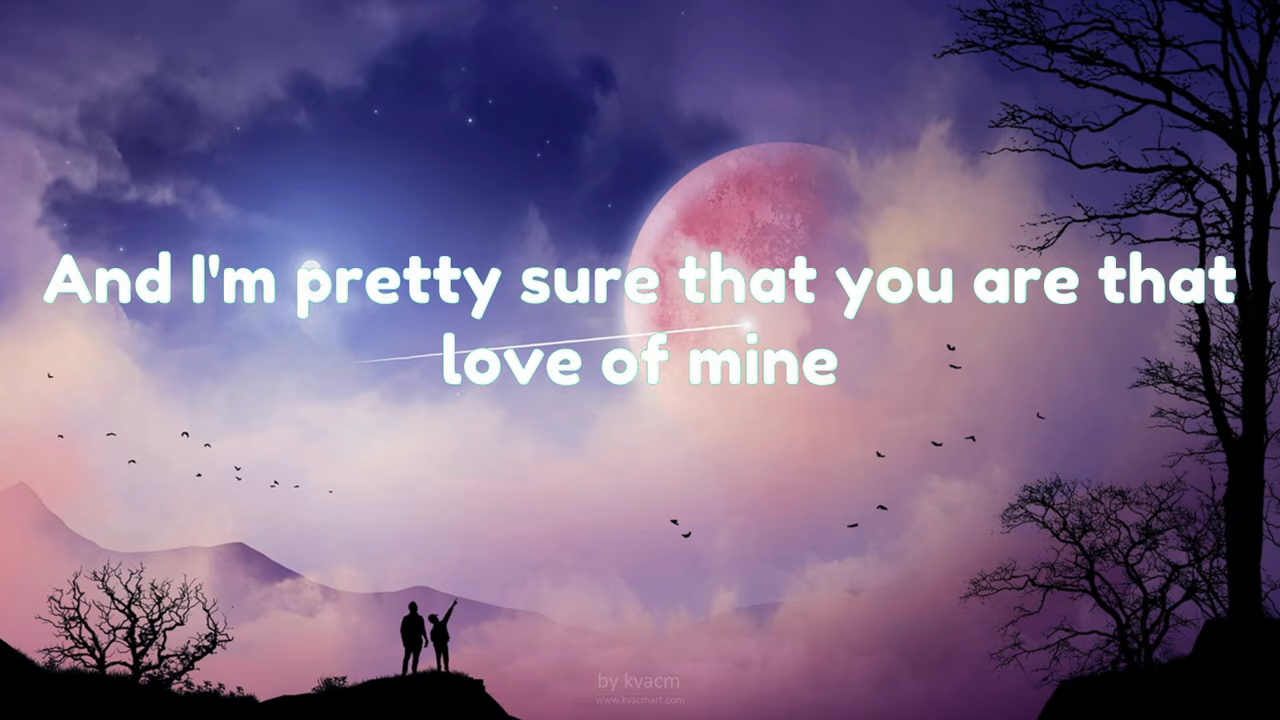 And I'm pretty sure that you are that
love of mine
by kvacm
www.kvacmart.com